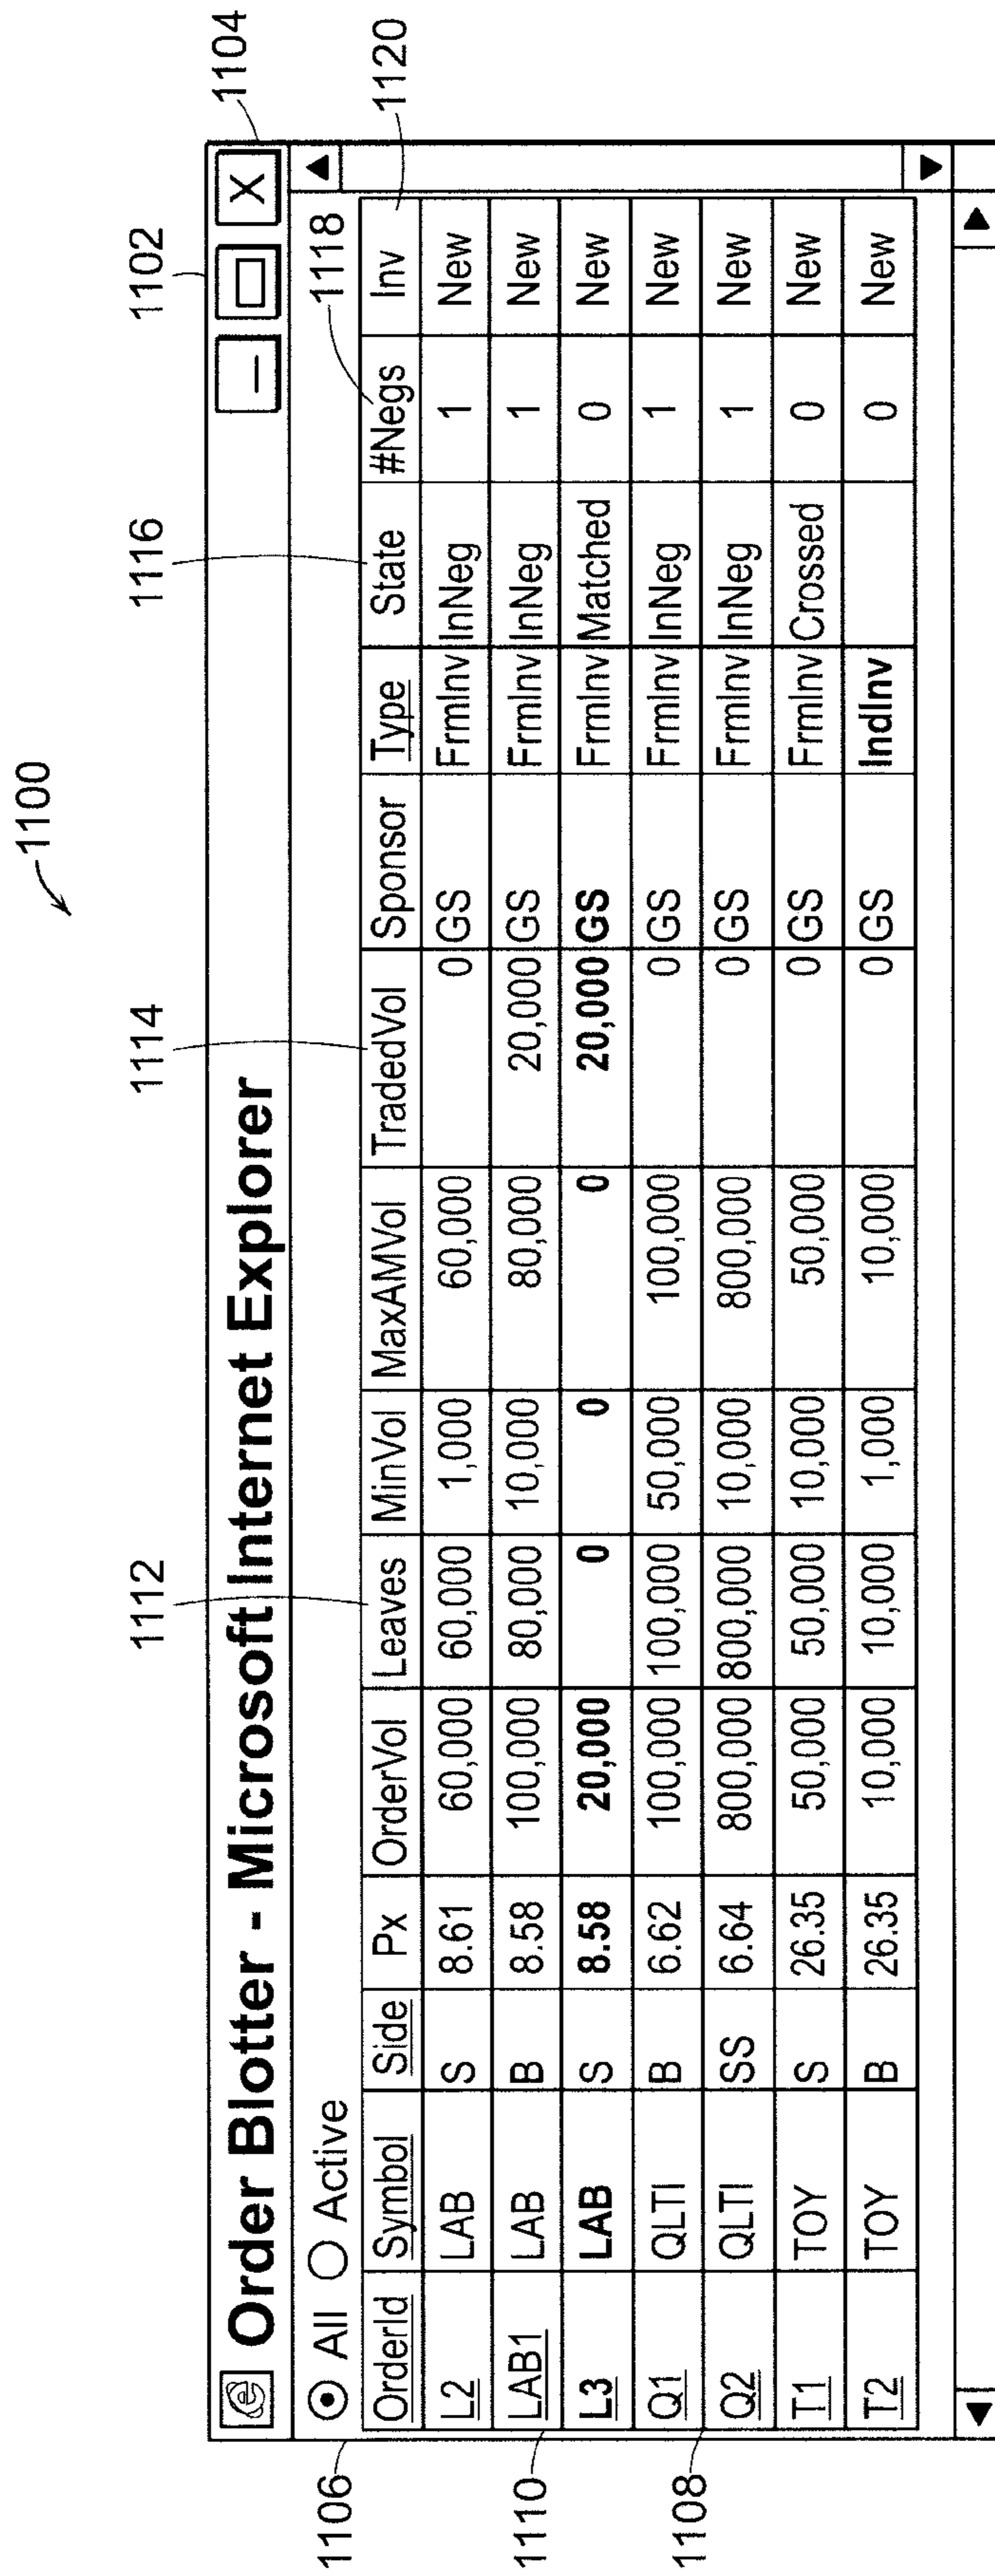 1100
1102
1104
1112
1114
1116
Order Blotter - Microsoft Internet Explorer
_ X
1106
All Active
1118
1120
OrderId Symbol Side Px OrderVol Leaves MinVol MaxAMVol TradedVol Sponsor Type State #Negs Inv
L2 LAB S 8.61 60,000 60,000 1,000 60,000 0 GS FrmInv InNeg 1 New
LAB1 LAB B 8.58 100,000 80,000 10,000 80,000 20,000 GS FrmInv InNeg 1 New
1110
L3 LAB S 8.58 20,000 0 0 0 20,000 GS FrmInv Matched 0 New
Q1 QLTI B 6.62 100,000 100,000 50,000 100,000 0 GS FrmInv InNeg 1 New
1108
Q2 QLTI SS 6.64 800,000 800,000 10,000 800,000 0 GS FrmInv InNeg 1 New
T1 TOY S 26.35 50,000 50,000 10,000 50,000 0 GS FrmInv Crossed 0 New
T2 TOY B 26.35 10,000 10,000 1,000 10,000 0 GS IndInv 0 New